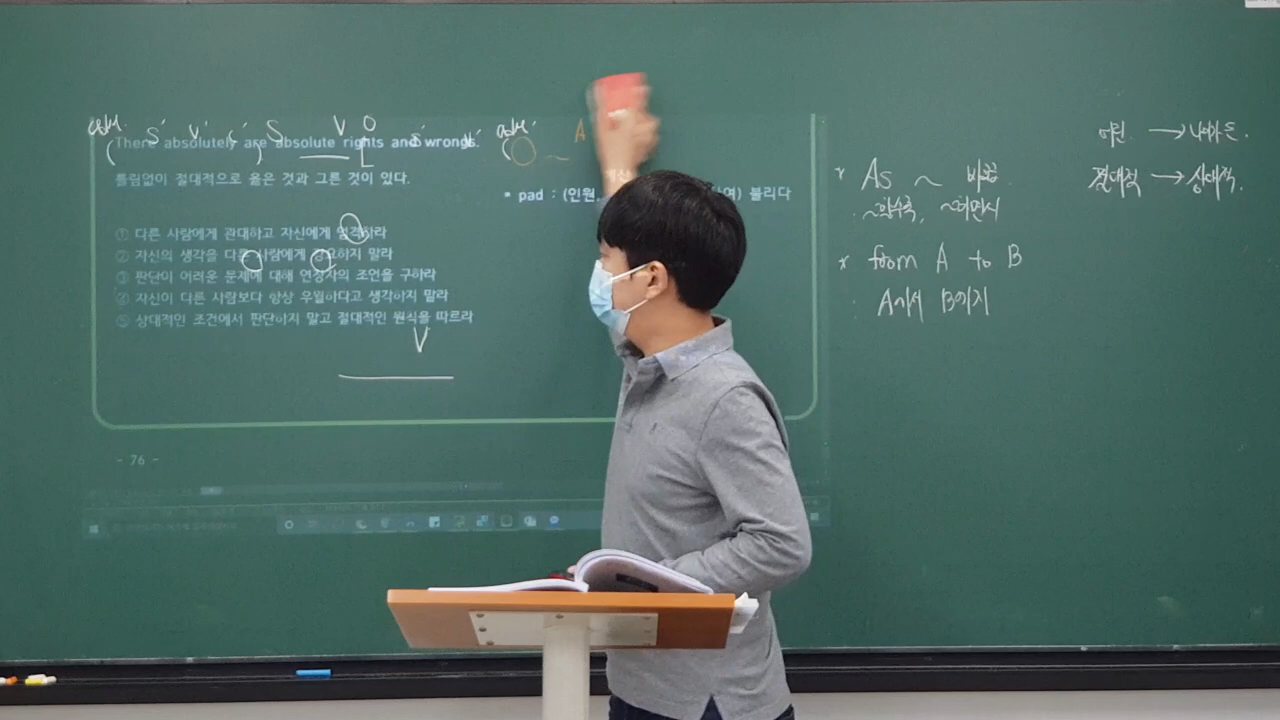 There absolutely are absolute rights and wrongs.
틀림없이 절대적으로 옳은 것과 그른 것이 있다.
* pad : (인원, 불리다
① 다른 사람에게 관대하고 자신에게 엄격하라
② 자신의 생각을 다른 사람에게 강요하지 말라
③ 판단이 어려운 문제에 대해 연장자의 조언을 구하라
④ 자신이 다른 사람보다 항상 우월하다고 생각하지 말라
⑤ 상대적인 조건에서 판단하지 말고 절대적인 원칙을 따르라
V
- 76 -
S' V' C' S V O S' V'
A
* As ~ 비교
~할수록, ~하면서
* from A to B
A에서 B까지
어린 → 나이가 든.
절대적 → 상대적.